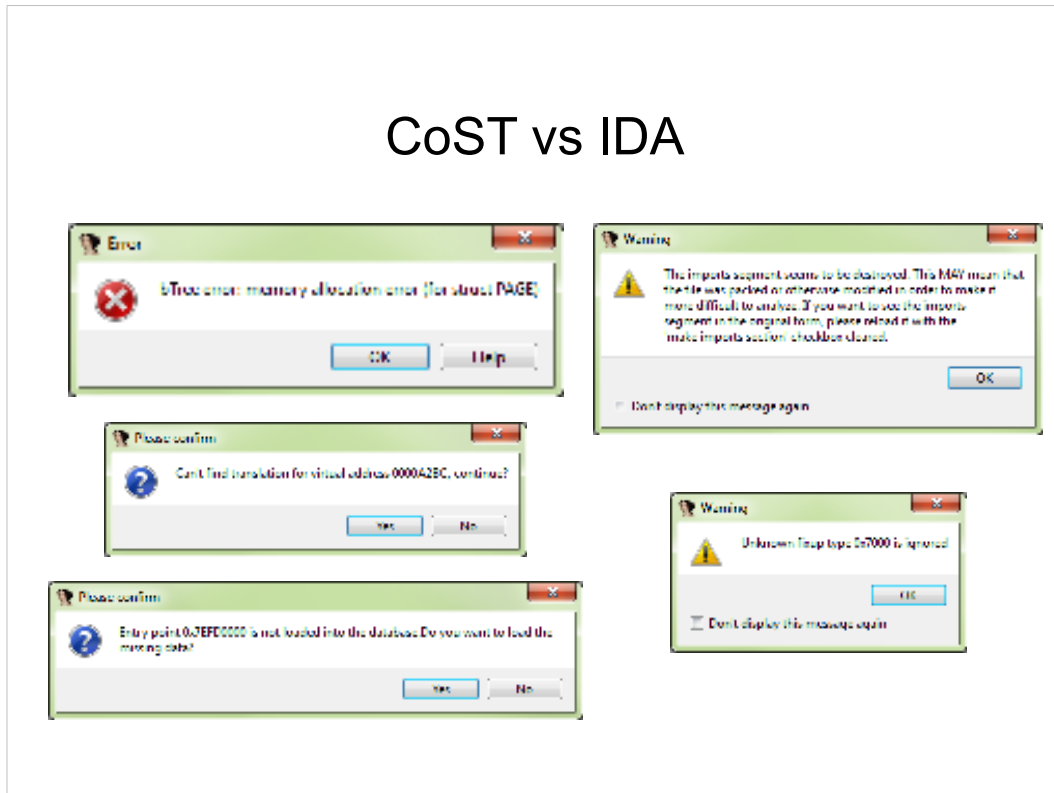 CoST vs IDA
Error
bTree error: memory allocation error (for struct PAGE)
OK Help
Warning
The imports segment seems to be destroyed. This MAY mean that
the file was packed or otherwise modified in order to make it
more difficult to analyze. If you want to see the imports
segment in the original form, please reload it with the
'make imports section' checkbox cleared.
OK
Don't display this message again
Please confirm
Can't find translation for virtual address 0000A2BC, continue?
Yes No
Warning
Unknown fixup type 0x7000 is ignored
OK
Don't display this message again
Please confirm
Entry point 0x7EFD0000 is not loaded into the database.Do you want to load the
missing data?
Yes No